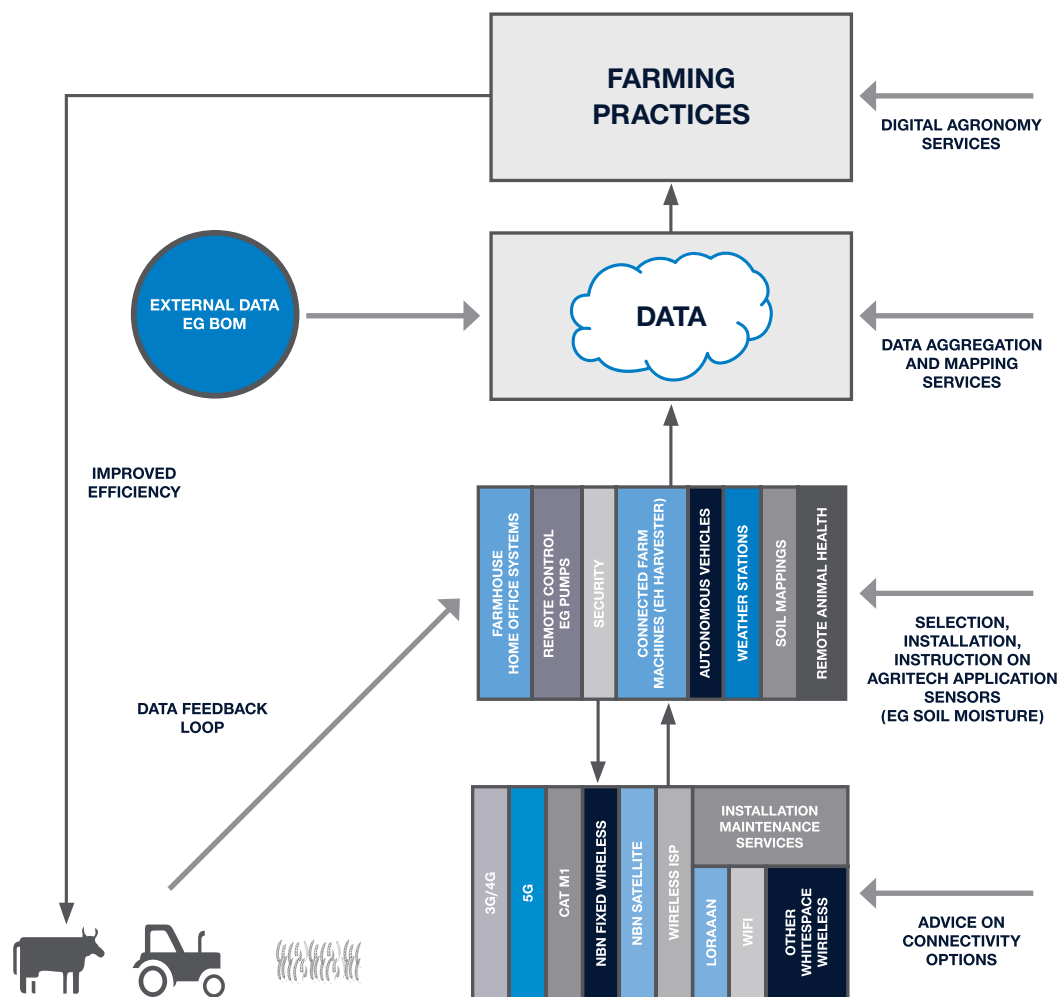 FARMING
PRACTICES
DIGITAL AGRONOMY
SERVICES
EXTERNAL DATA
EG BOM
DATA
DATA AGGREGATION
AND MAPPING
SERVICES
IMPROVED
EFFICIENCY
FARMHOUSE
HOME OFFICE SYSTEMS
REMOTE CONTROL
EG PUMPS
SECURITY
CONNECTED FARM
MACHINES (EH HARVESTER)
AUTONOMOUS VEHICLES
WEATHER STATIONS
SOIL MAPPINGS
REMOTE ANIMAL HEALTH
SELECTION,
INSTALLATION,
INSTRUCTION ON
AGRITECH APPLICATION
SENSORS
(EG SOIL MOISTURE)
DATA FEEDBACK
LOOP
3G/4G
5G
CAT M1
NBN FIXED WIRELESS
NBN SATELLITE
WIRELESS ISP
INSTALLATION
MAINTENANCE
SERVICES
LORAAAN
WIFI
OTHER
WHITESPACE
WIRELESS
ADVICE ON
CONNECTIVITY
OPTIONS